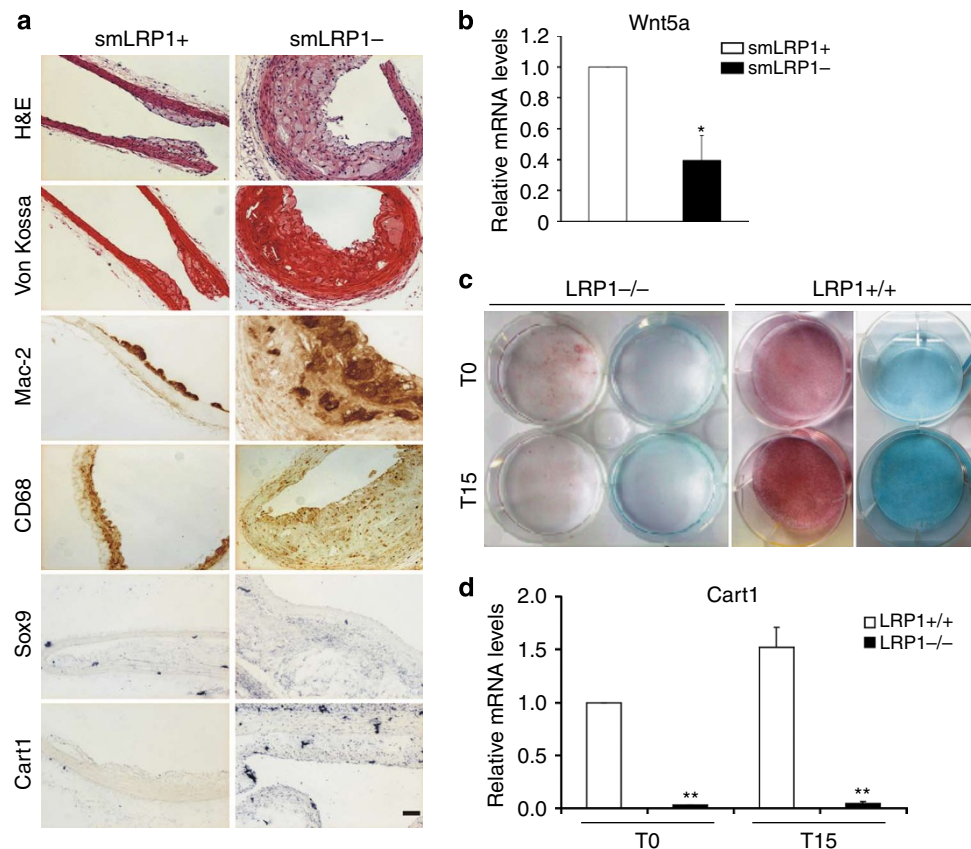 a
smLRP1+ smLRP1–
H&E
Von Kossa
Mac-2
CD68
Sox9
Cart1
b
Wnt5a
Relative mRNA levels
1.2
1.0
0.8
0.6
0.4
0.2
0
*
smLRP1+
smLRP1–
c
LRP1–/– LRP1+/+
T0
T15
d
Cart1
Relative mRNA levels
2.0
1.5
1.0
0.5
0.0
** **
LRP1+/+
LRP1–/–
T0 T15